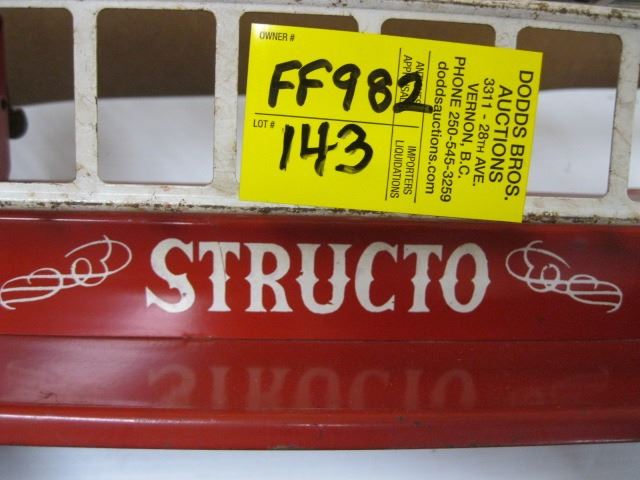 OWNER #
FF982
LOT #
143
DODDS BROS.
AUCTIONS
3311 - 28TH AVE.
VERNON, B.C.
PHONE 250-545-3259
doddsauctions.com
IMPORTERS
LIQUIDATIONS
STRUCTO